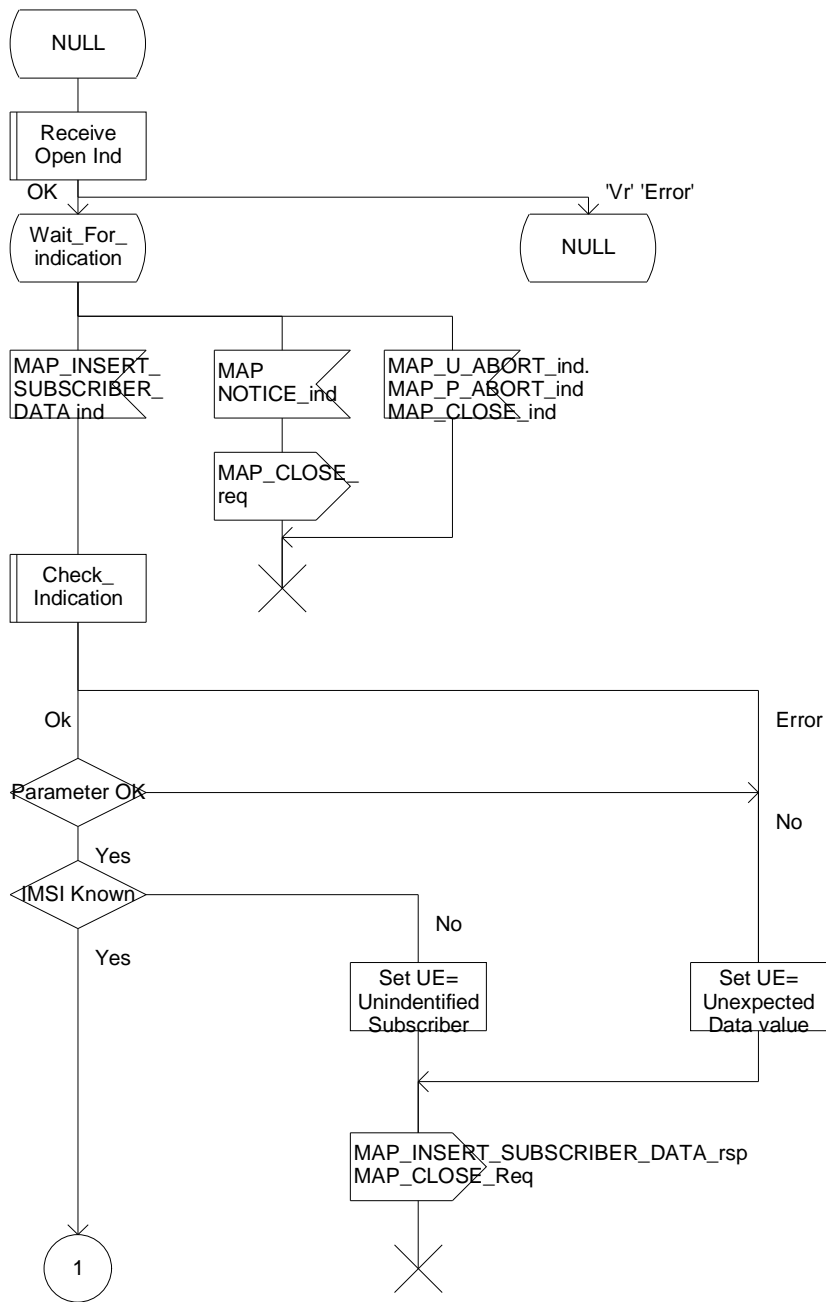 NULL
Receive
Open Ind
OK
'Vr' 'Error'
Wait_For_
indication
NULL
MAP_INSERT_
SUBSCRIBER_
DATA ind
MAP
NOTICE_ind
MAP_U_ABORT_ind.
MAP_P_ABORT_ind
MAP_CLOSE_ind
MAP_CLOSE_
req
Check_
Indication
Ok
Error
Parameter OK
No
Yes
IMSI Known
No
Yes
Set UE=
Unidentified
Subscriber
Set UE=
Unexpected
Data value
MAP_INSERT_SUBSCRIBER_DATA_rsp
MAP_CLOSE_Req
1